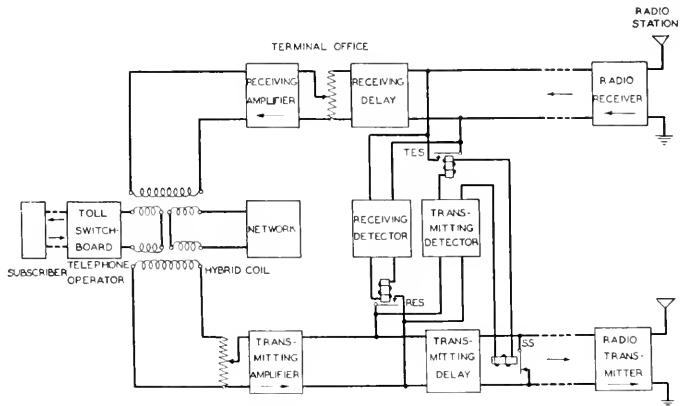 RADIO
STATION
TERMINAL OFFICE
RECEIVING
AMPLIFIER
RECEIVING
DELAY
RADIO
RECEIVER
TES
TOLL
SWITCH-
BOARD
NETWORK
RECEIVING
DETECTOR
TRANS-
MITTING
DETECTOR
SUBSCRIBER
TELEPHONE
OPERATOR
HYBRID COIL
RES
TRANS-
MITTING
AMPLIFIER
TRANS-
MITTING
DELAY
SS
RADIO
TRANS-
MITTER